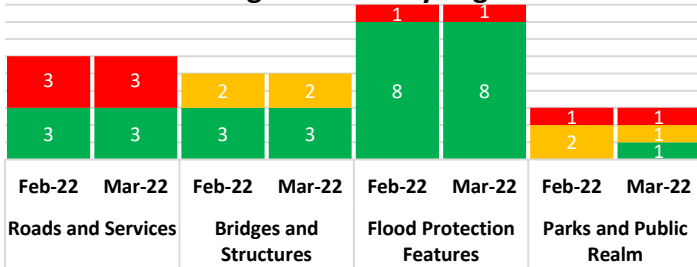 1 1
3 3 2 2 8 8 1 1
2 1
3 3 3 3 1
Feb-22 Mar-22 Feb-22 Mar-22 Feb-22 Mar-22 Feb-22 Mar-22
Roads and Services Bridges and Flood Protection Parks and Public
Structures Features Realm